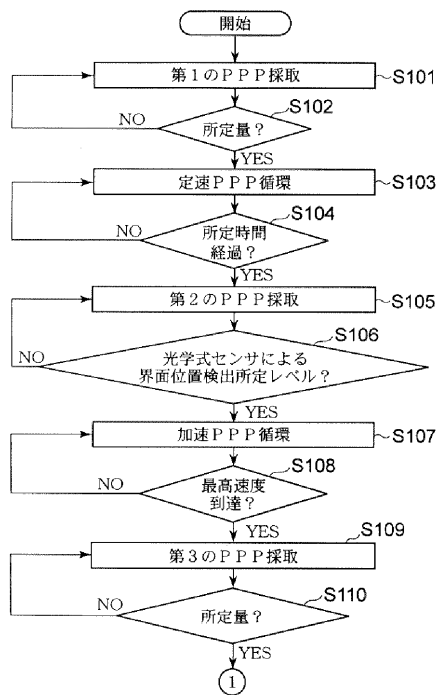 開始
第1のPPP採取
S101
S102
所定量?
NO
YES
定速PPP循環
S103
S104
所定時間
経過?
NO
YES
第2のPPP採取
S105
S106
光学式センサによる
界面位置検出所定レベル?
NO
YES
加速PPP循環
S107
S108
最高速度
到達?
NO
YES
S109
第3のPPP採取
S110
所定量?
NO
YES
1